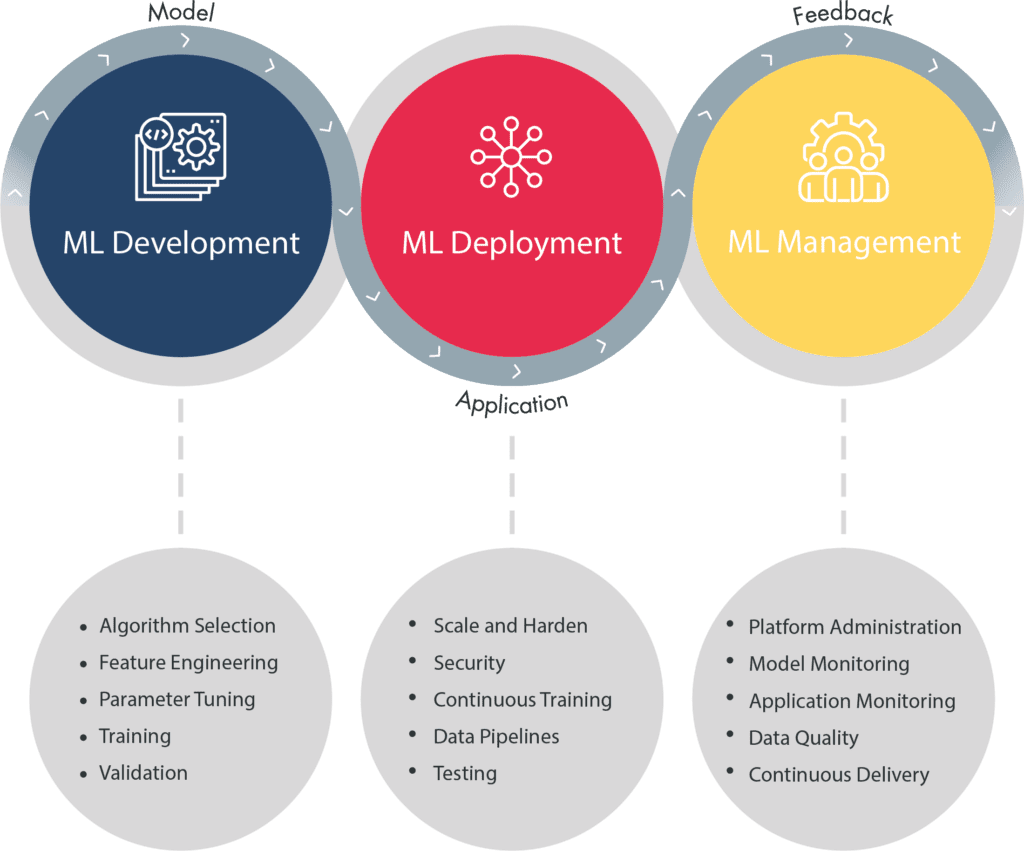 Model
Feedback
</>
ML Development
ML Deployment
ML Management
Application
• Algorithm Selection
• Feature Engineering
• Parameter Tuning
• Training
• Validation
• Scale and Harden
• Security
• Continuous Training
• Data Pipelines
• Testing
• Platform Administration
• Model Monitoring
• Application Monitoring
• Data Quality
• Continuous Delivery